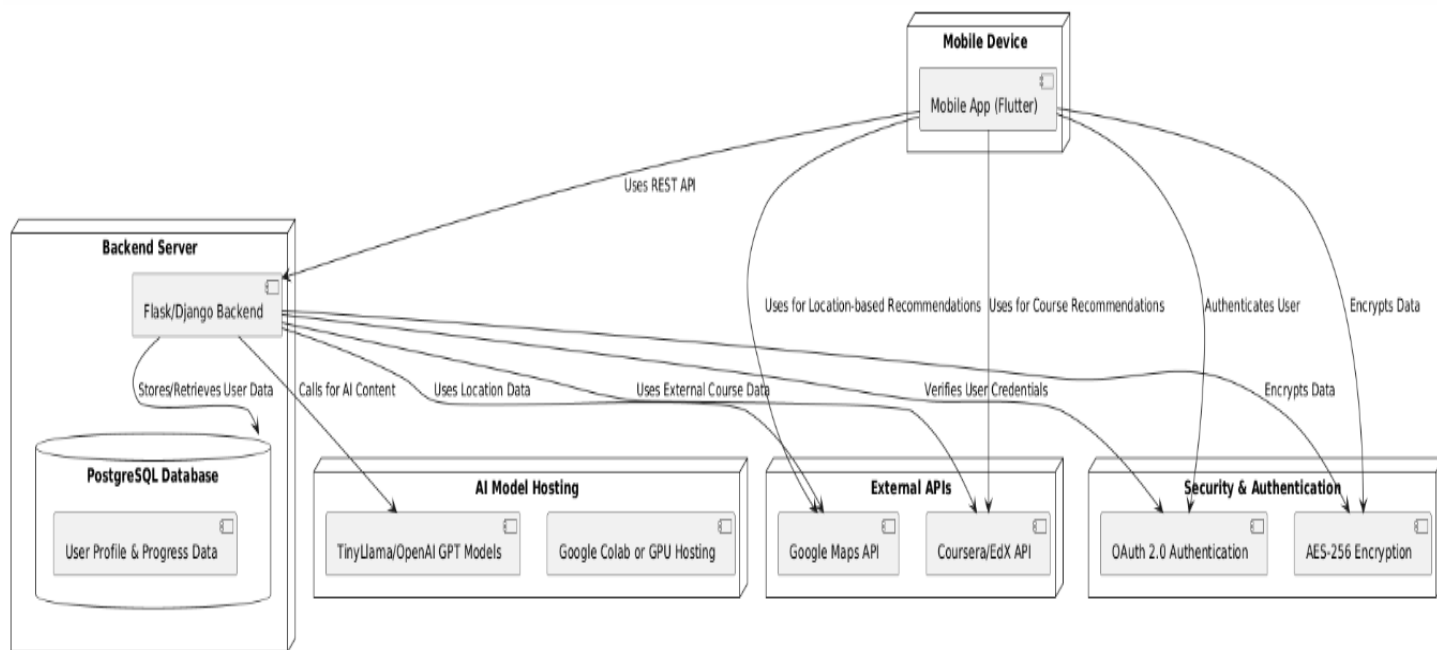 Mobile Device
Mobile App (Flutter)
Uses REST API
Backend Server
Flask/Django Backend
Uses for Location-based Recommendations
Uses for Course Recommendations
Authenticates User
Encrypts Data
Stores/Retrieves User Data
Calls for AI Content
Uses Location Data
Uses External Course Data
Verifies User Credentials
Encrypts Data
PostgreSQL Database
User Profile & Progress Data
AI Model Hosting
TinyLlama/OpenAI GPT Models
Google Colab or GPU Hosting
External APIs
Google Maps API
Coursera/EdX API
Security & Authentication
OAuth 2.0 Authentication
AES-256 Encryption